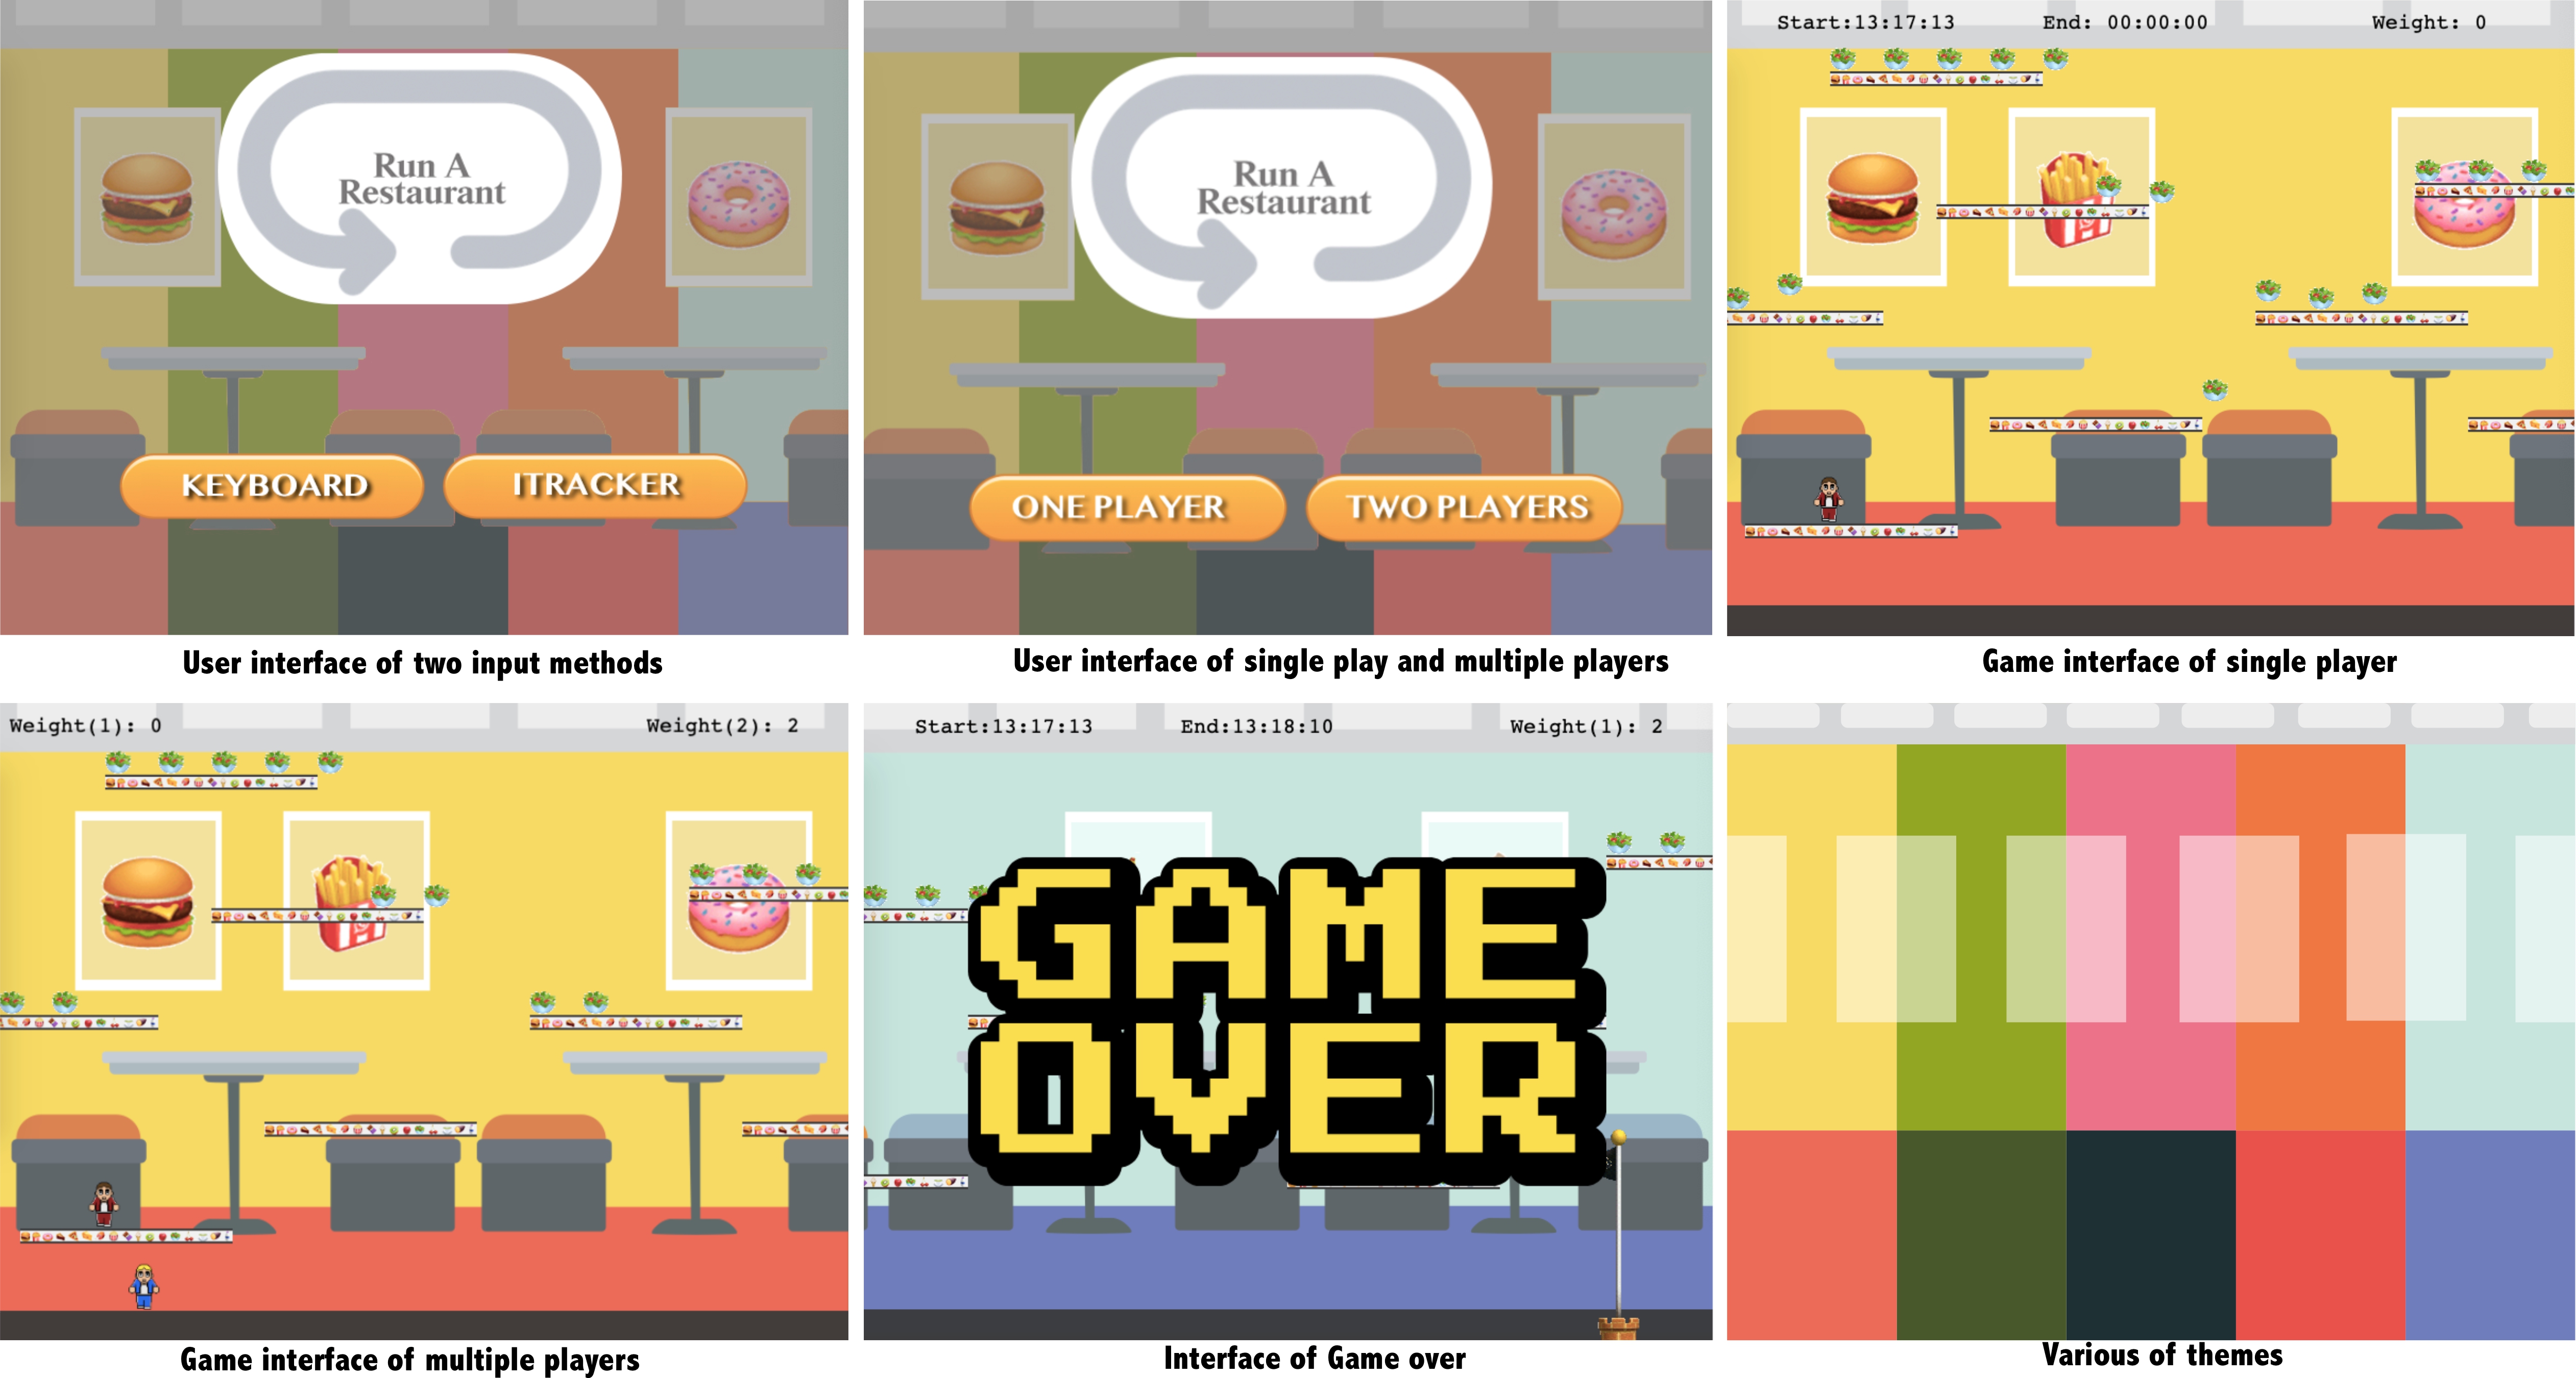 Run A
Restaurant
KEYBOARD
ITRACKER
User interface of two input methods
Run A
Restaurant
ONE PLAYER
TWO PLAYERS
User interface of single play and multiple players
Start:13:17:13
End: 00:00:00
Weight: 0
Game interface of single player
Weight(1): 0
Weight(2): 2
Game interface of multiple players
Start:13:17:13
End:13:18:10
Weight(1): 2
GAME
OVER
Interface of Game over
Various of themes